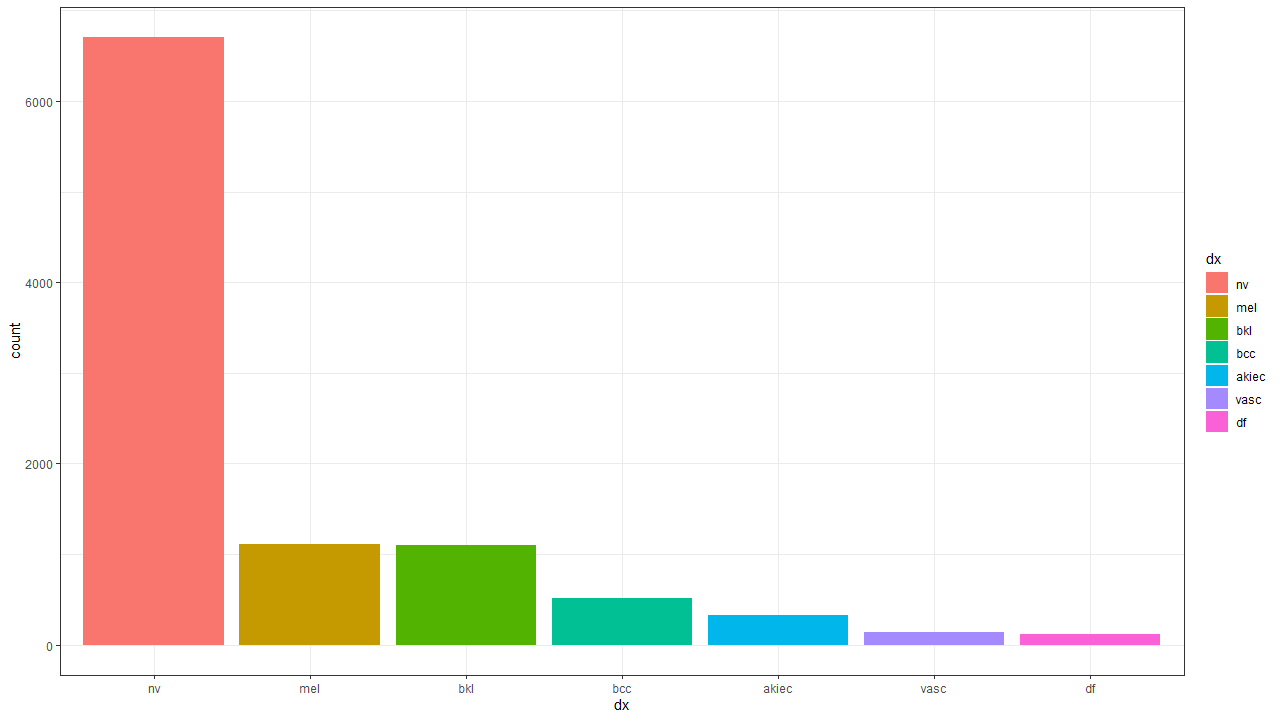 6000
4000
2000
0
count
nv mel bkl bcc akiec vasc df
dx
dx
nv
mel
bkl
bcc
akiec
vasc
df